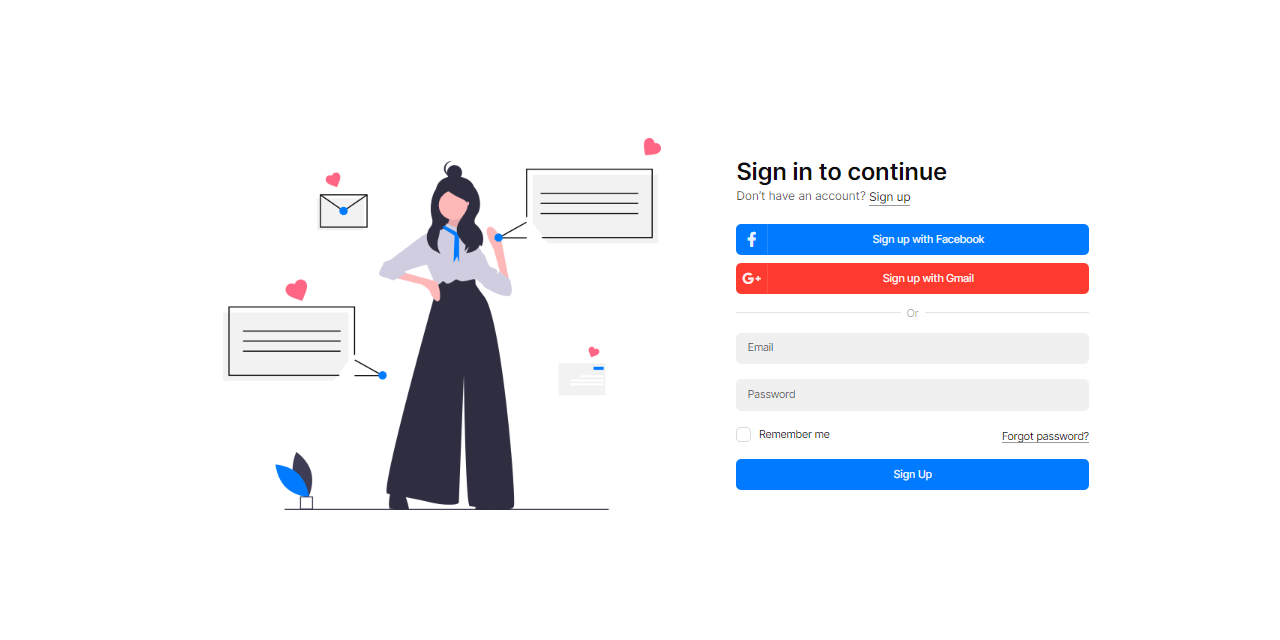 Sign in to continue
Don't have an account? Sign up
Sign up with Facebook
G+ Sign up with Gmail
Or
Email
Password
Remember me Forgot password?
Sign Up